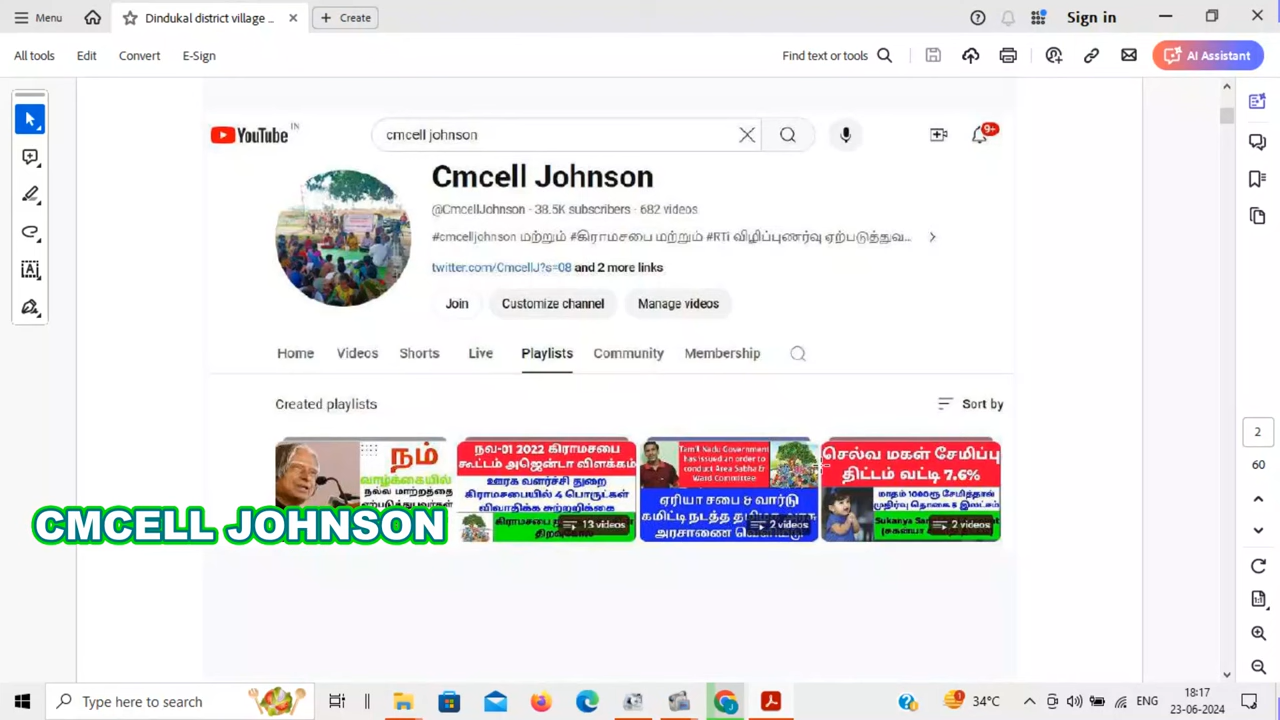 Menu
Dindukal district village ...
Create
Sign in
All tools
Edit
Convert
E-Sign
Find text or tools
AI Assistant
YouTube IN
cmcell johnson
9+
Cmcell Johnson
@CmcellJohnson - 38.5K subscribers - 682 videos
#cmcelljohnson மற்றும் #கிராமசபை மற்றும் #RTi விழிப்புணர்வு ஏற்படுத்துவ...
twitter.com/CmcellJ?s=08 and 2 more links
Join
Customize channel
Manage videos
Home
Videos
Shorts
Live
Playlists
Community
Membership
Created playlists
Sort by
நம்
வாழ்க்கையில்
நல்ல மாற்றத்தை
நவ-01 2022 கிராமசபை
கூட்டம் அஜென்டா விளக்கம்
ஊரக வளர்ச்சி துறை
கிராமசபையில் 4 பொருட்கள்
விவாதிக்க சுற்றறிக்கை
13 videos
Tamil Nadu Government
has issued an order to
conduct Area Sabha &
Ward Committee
ஏரியா சபை & வார்டு
கமிட்டி நடத்த
2 videos
செல்வ மகள் சேமிப்பு
திட்டம் வட்டி 7.6%
மாதம் 1000ரூ சேமித்தால்
முதிர்வு தொகை 5 இலட்சம்
2 videos
CMCELL JOHNSON
2
60
Type here to search
34°C
ENG
18:17
23-06-2024